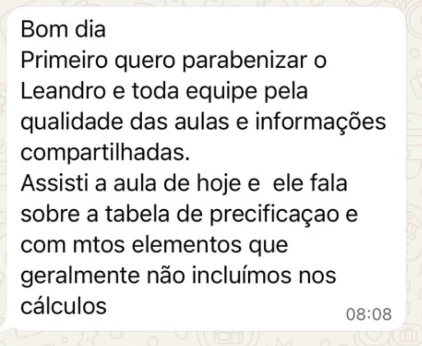 Bom dia
Primeiro quero parabenizar o
Leandro e toda equipe pela
qualidade das aulas e informações
compartilhadas.
Assisti a aula de hoje e  ele fala
sobre a tabela de precificaçao e
com mtos elementos que
geralmente não incluímos nos
cálculos
08:08